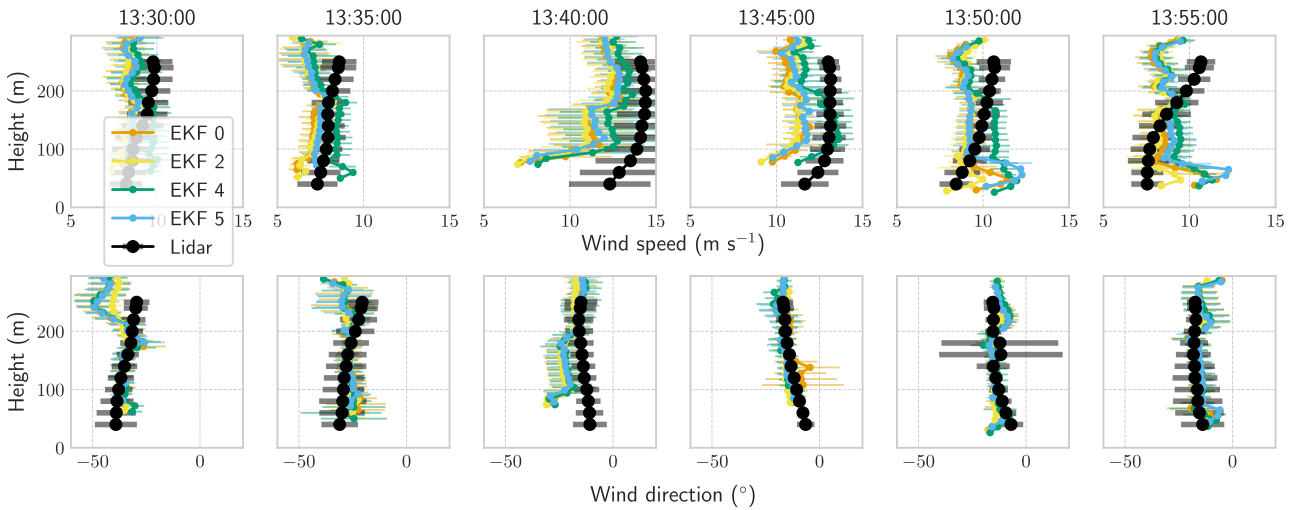 13:30:00 13:35:00 13:40:00 13:45:00 13:50:00 13:55:00
Height (m)
200
100
0
EKF 0
EKF 2
EKF 4
EKF 5
Lidar
5 10 15 5 10 15 5 10 15 5 10 15 5 10 15 5 10 15
Wind speed (m s⁻¹)
Height (m)
200
100
0
−50 0 −50 0 −50 0 −50 0 −50 0 −50 0
Wind direction (°)